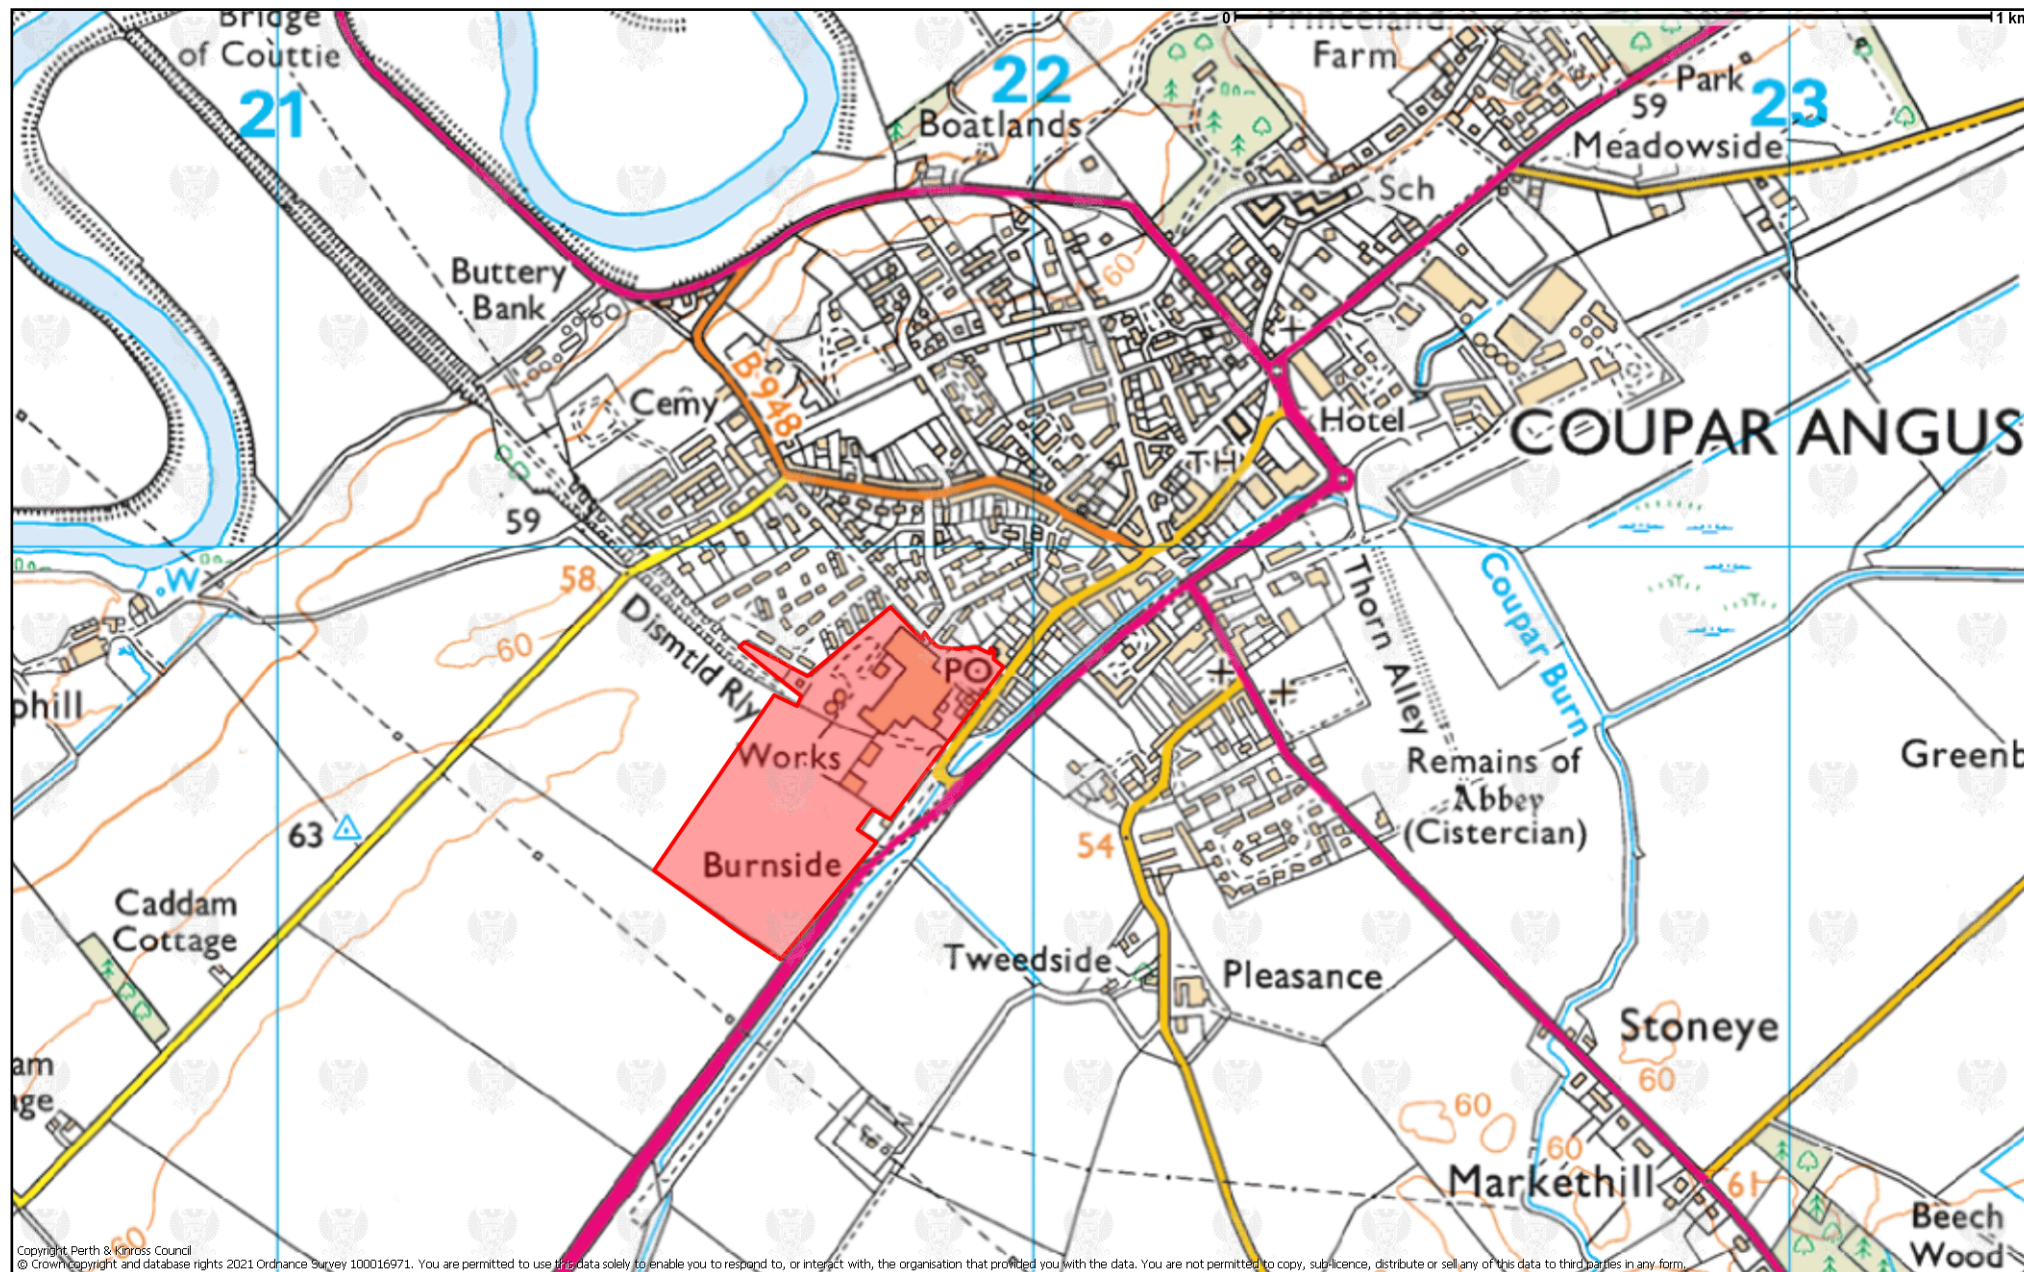 0
1 km
Bridge
of Couttie
Princeland
Farm
21
22
23
Park
59
Boatlands
Meadowside
Sch
Buttery
Bank
60
B 948
Cemy
Hotel
COUPAR ANGUS
TH
59
W
58
60
Dismtld Rly
Thorn Alley
Coupar Burn
PO
phill
Works
Remains of
Abbey
(Cistercian)
Greenb
63
54
Burnside
Caddam
Cottage
Tweedside
Pleasance
Stoneye
am
ge
60
60
60
Markethill
61
Beech
Wood
60
Copyright Perth & Kinross Council
© Crown copyright and database rights 2021 Ordnance Survey 100016971. You are permitted to use this data solely to enable you to respond to, or interact with, the organisation that provided you with the data. You are not permitted to copy, sub-licence, distribute or sell any of this data to third parties in any form.